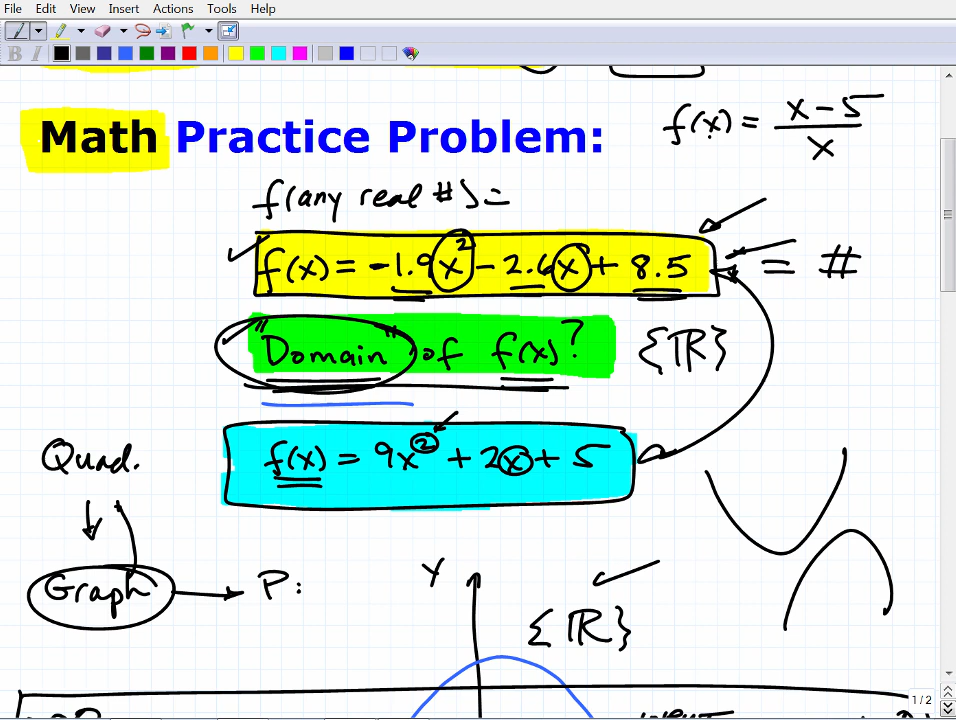 File Edit View Insert Actions Tools Help
B I
Math Practice Problem:
f(x) = x-5/x
f(any real #) =
f(x) = -1.9x² - 2.6x + 8.5 = #
"Domain" of f(x)? {ℝ}
f(x) = 9x² + 2x + 5
Quad.
Graph → P:
Y
{ℝ}
1 / 2